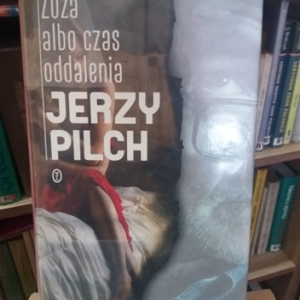 Zuza
albo czas
oddalenia
JERZY
PILCH